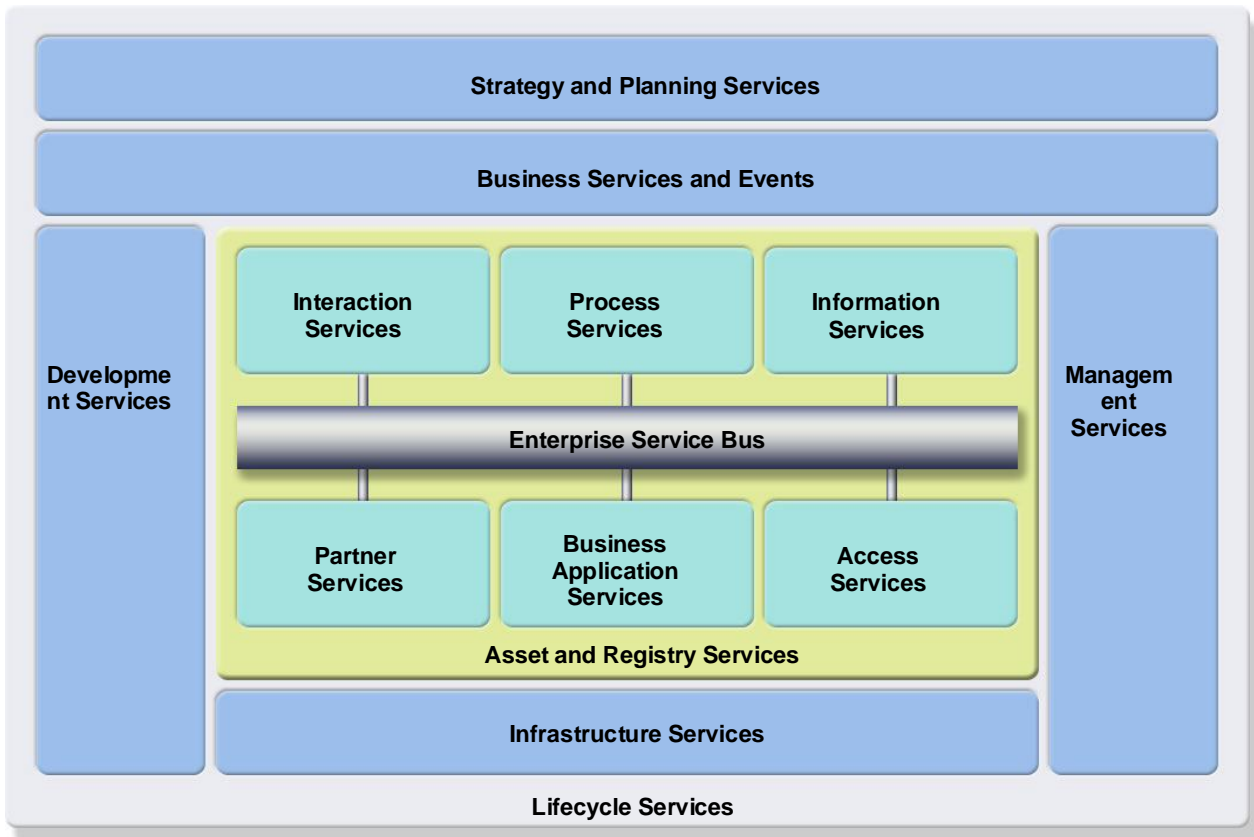 Strategy and Planning Services
Business Services and Events
Developme
nt Services
Interaction
Services
Process
Services
Information
Services
Managem
ent
Services
Enterprise Service Bus
Partner
Services
Business
Application
Services
Access
Services
Asset and Registry Services
Infrastructure Services
Lifecycle Services